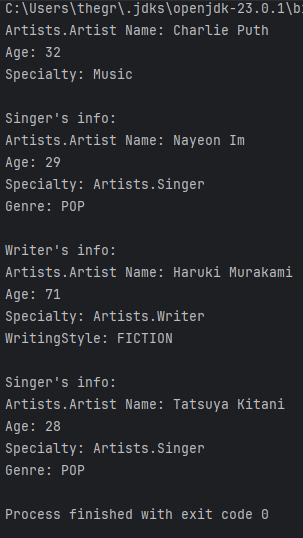 C:\Users\thegr\.jdks\openjdk-23.0.1\bi
Artists.Artist Name: Charlie Puth
Age: 32
Specialty: Music
Singer's info:
Artists.Artist Name: Nayeon Im
Age: 29
Specialty: Artists.Singer
Genre: POP
Writer's info:
Artists.Artist Name: Haruki Murakami
Age: 71
Specialty: Artists.Writer
WritingStyle: FICTION
Singer's info:
Artists.Artist Name: Tatsuya Kitani
Age: 28
Specialty: Artists.Singer
Genre: POP
Process finished with exit code 0